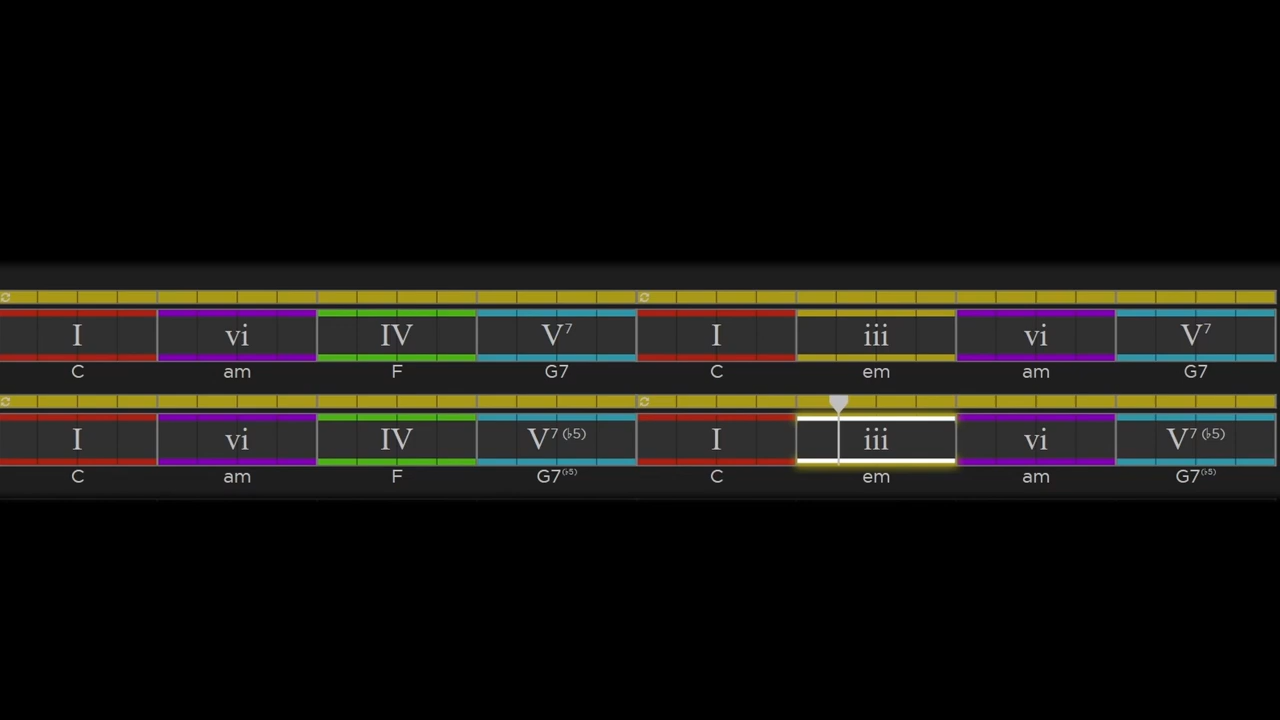 I vi IV V⁷ I iii vi V⁷
C am F G7 C em am G7
I vi IV V⁷ ⁽♭⁵⁾ I iii vi V⁷ ⁽♭⁵⁾
C am F G7⁽♭⁵⁾ C em am G7⁽♭⁵⁾